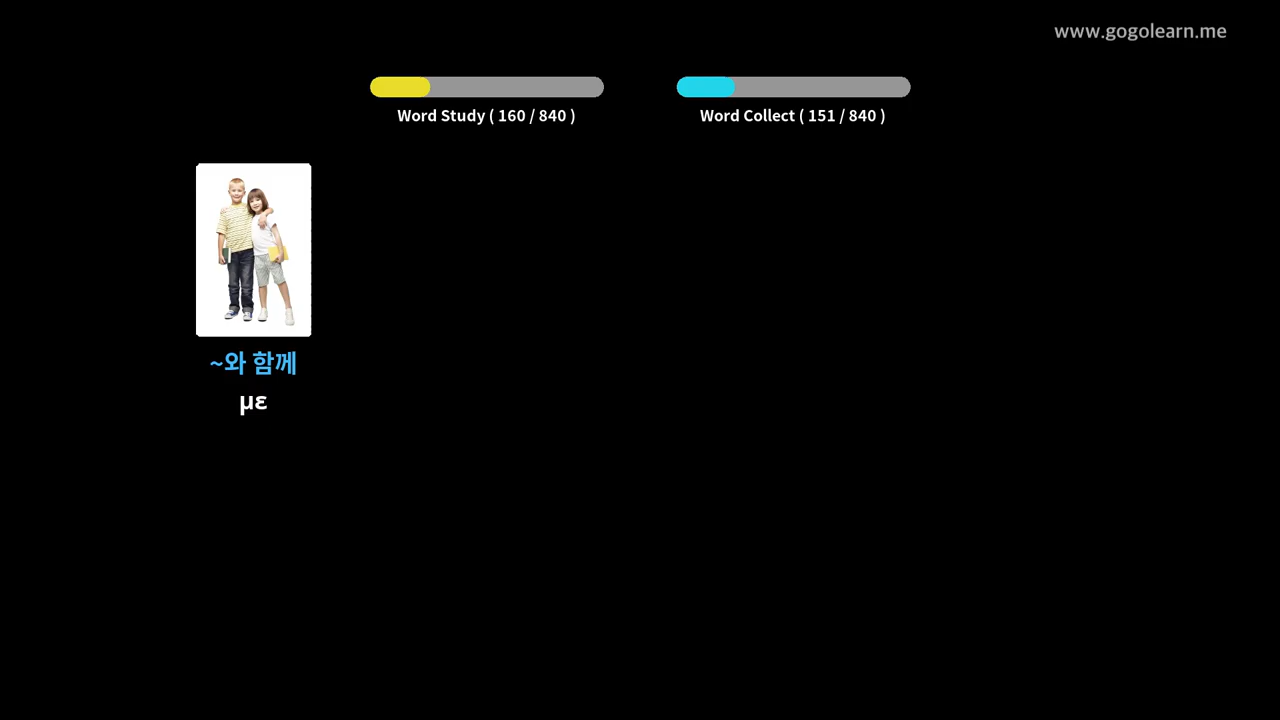 www.gogolearn.me
Word Study ( 160 / 840 )
Word Collect ( 151 / 840 )
~와 함께
με